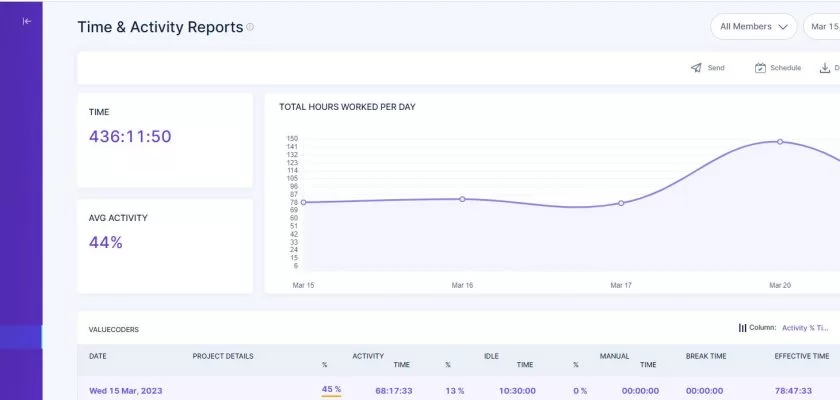 Time & Activity Reports
All Members
Mar 15,
Send
Schedule
D
TIME
436:11:50
AVG ACTIVITY
44%
TOTAL HOURS WORKED PER DAY
150
141
132
123
114
105
96
87
78
69
60
51
42
33
24
15
6
Mar 15 Mar 16 Mar 17 Mar 20
VALUECODERS
Column: Activity % Ti...
DATE PROJECT DETAILS ACTIVITY IDLE MANUAL BREAK TIME EFFECTIVE TIME
% TIME % TIME % TIME
Wed 15 Mar, 2023 45 % 68:17:33 13 % 10:30:00 0 % 00:00:00 00:00:00 78:47:33